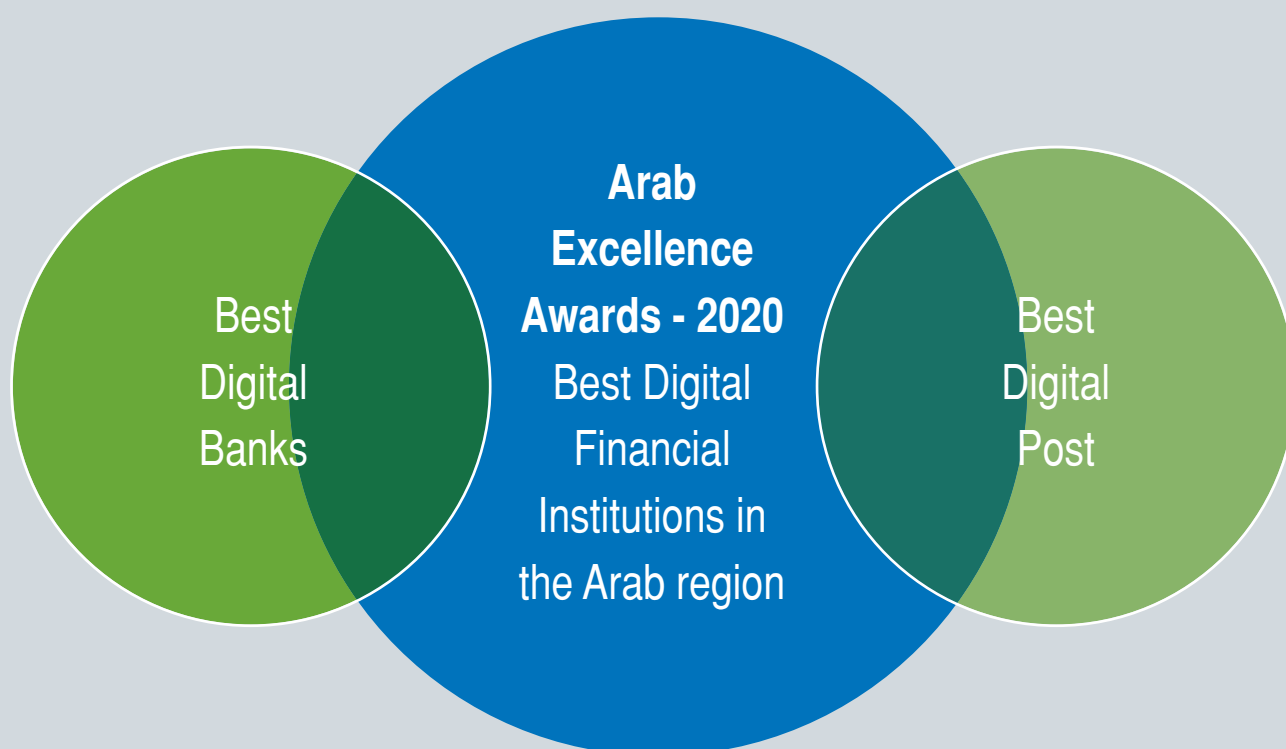 Best
Digital
Banks
Arab
Excellence
Awards - 2020
Best Digital
Financial
Institutions in
the Arab region
Best
Digital
Post